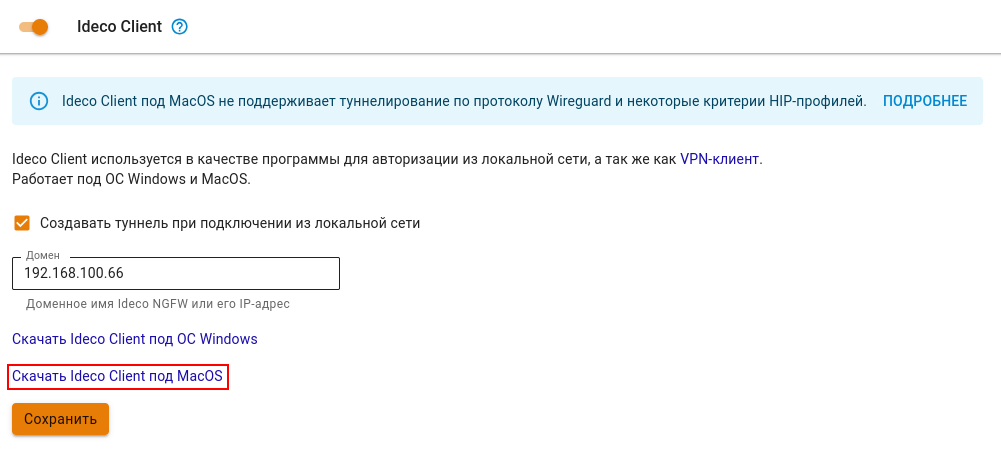 Ideco Client ?
Ideco Client под MacOS не поддерживает туннелирование по протоколу Wireguard и некоторые критерии HIP-профилей. ПОДРОБНЕЕ
Ideco Client используется в качестве программы для авторизации из локальной сети, а так же как VPN-клиент.
Работает под ОС Windows и MacOS.
Создавать туннель при подключении из локальной сети
Домен
192.168.100.66
Доменное имя Ideco NGFW или его IP-адрес
Скачать Ideco Client под ОС Windows
Скачать Ideco Client под MacOS
Сохранить